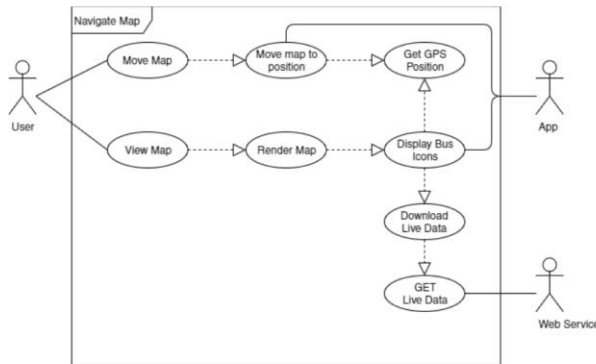 Navigate Map
Move Map
Move map to
position
Get GPS
Position
User
App
View Map
Render Map
Display Bus
Icons
Download
Live Data
GET
Live Data
Web Service